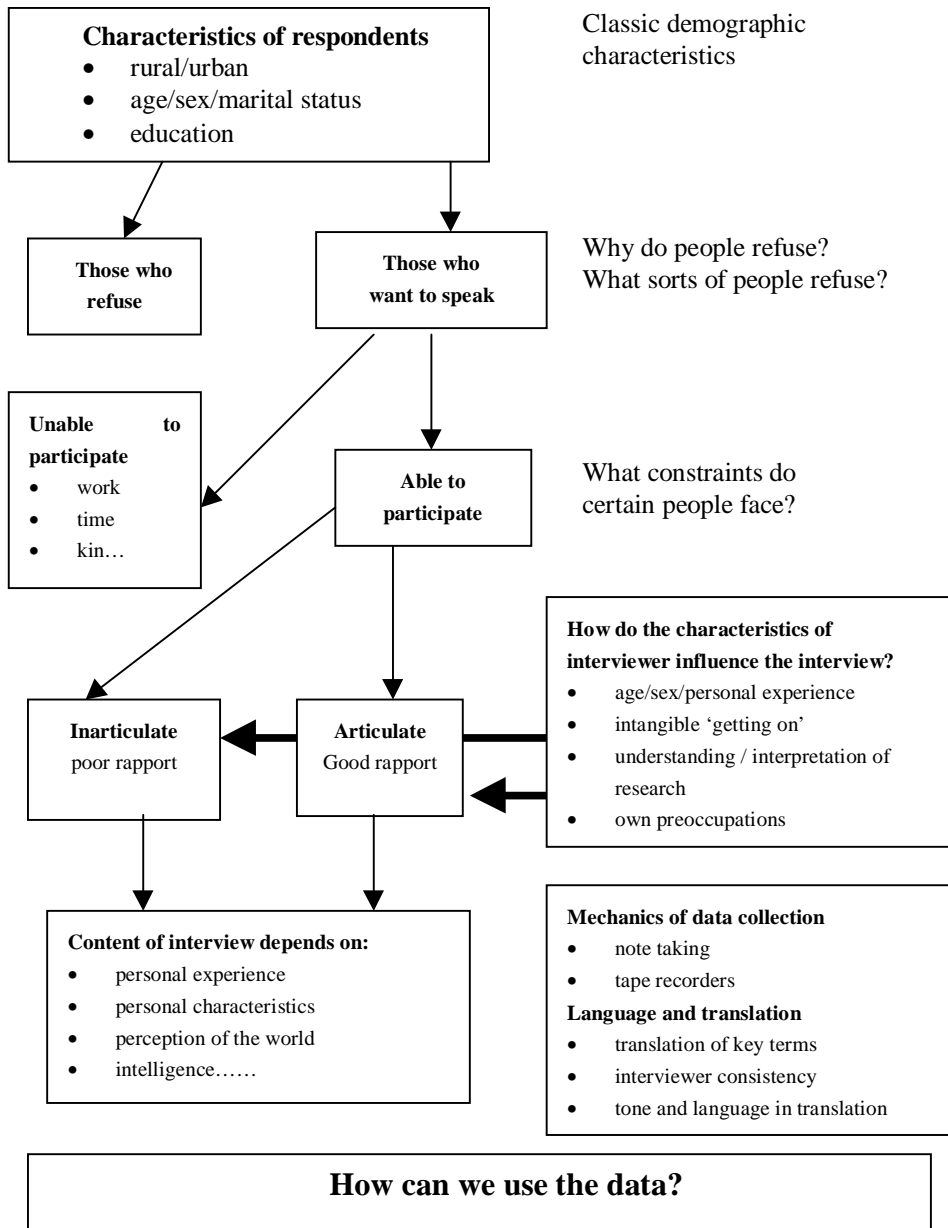 Characteristics of respondents
• rural/urban
• age/sex/marital status
• education
Classic demographic
characteristics
Those who
refuse
Those who
want to speak
Why do people refuse?
What sorts of people refuse?
Unable to
participate
• work
• time
• kin…
Able to
participate
What constraints do
certain people face?
How do the characteristics of
interviewer influence the interview?
• age/sex/personal experience
• intangible ‘getting on’
• understanding / interpretation of
research
• own preoccupations
Inarticulate
poor rapport
Articulate
Good rapport
Content of interview depends on:
• personal experience
• personal characteristics
• perception of the world
• intelligence……
Mechanics of data collection
• note taking
• tape recorders
Language and translation
• translation of key terms
• interviewer consistency
• tone and language in translation
How can we use the data?